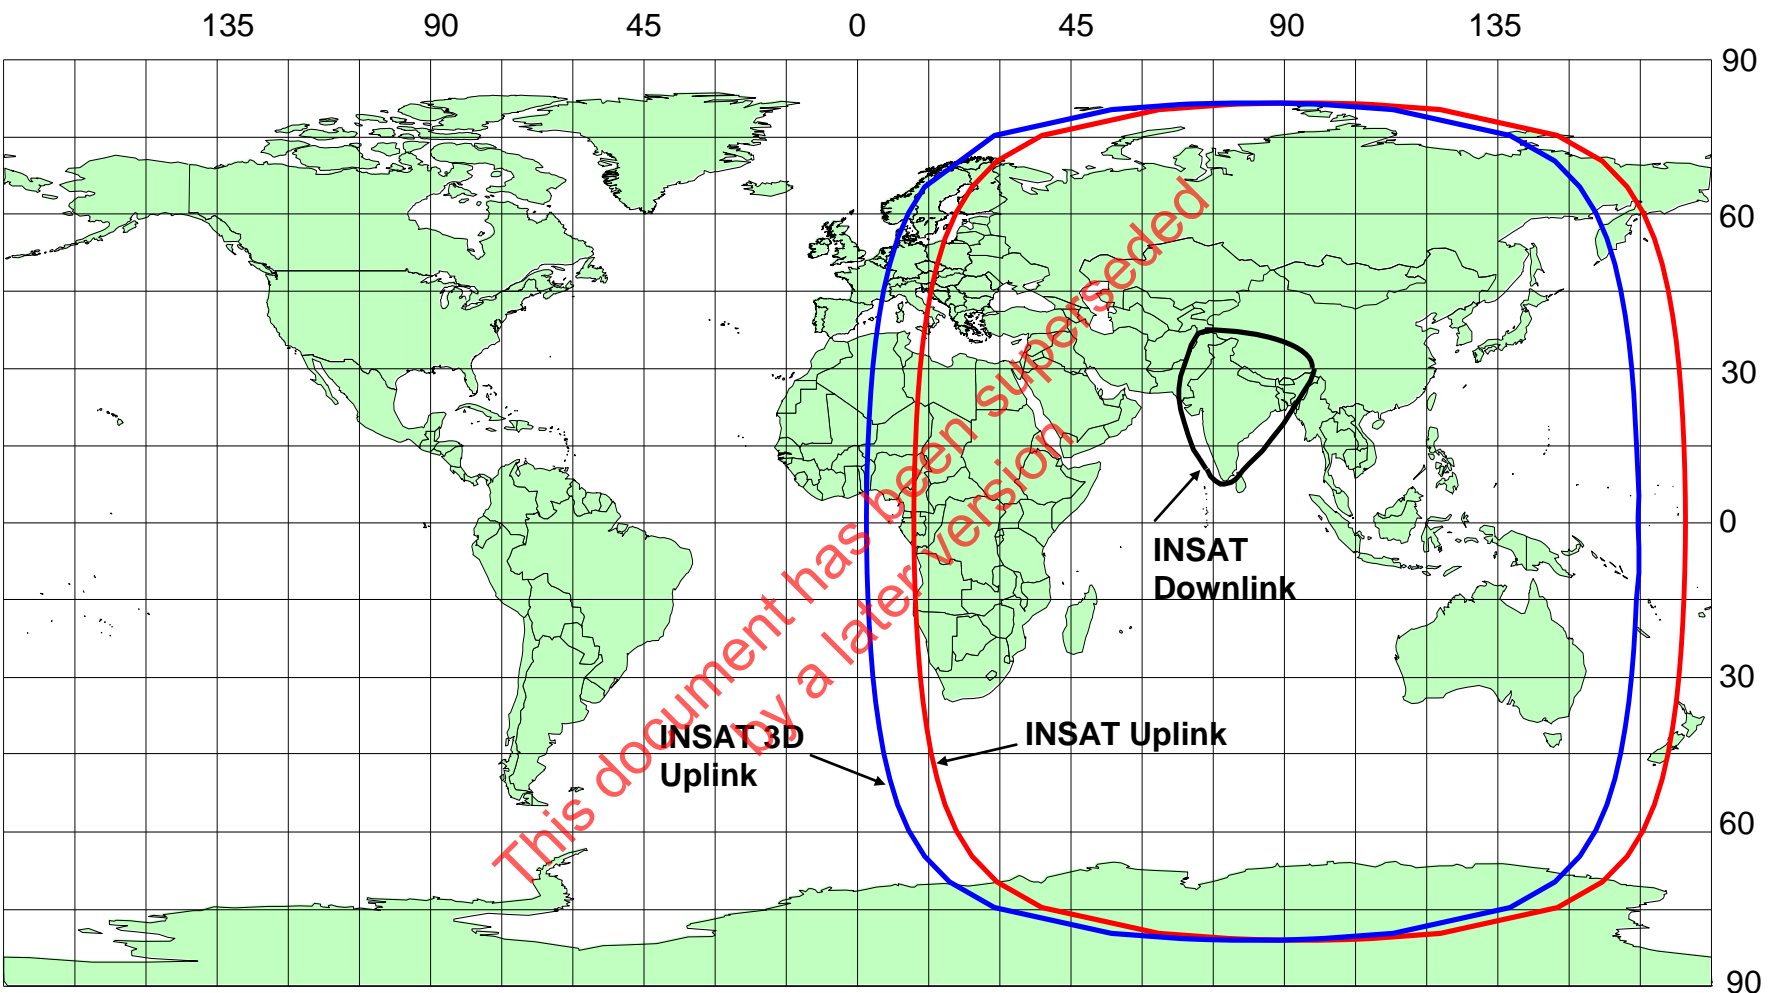 135 90 45 0 45 90 135
90
60
30
0
30
60
90
INSAT
Downlink
INSAT 3D
Uplink
INSAT Uplink
This document has been superseded
by a later version